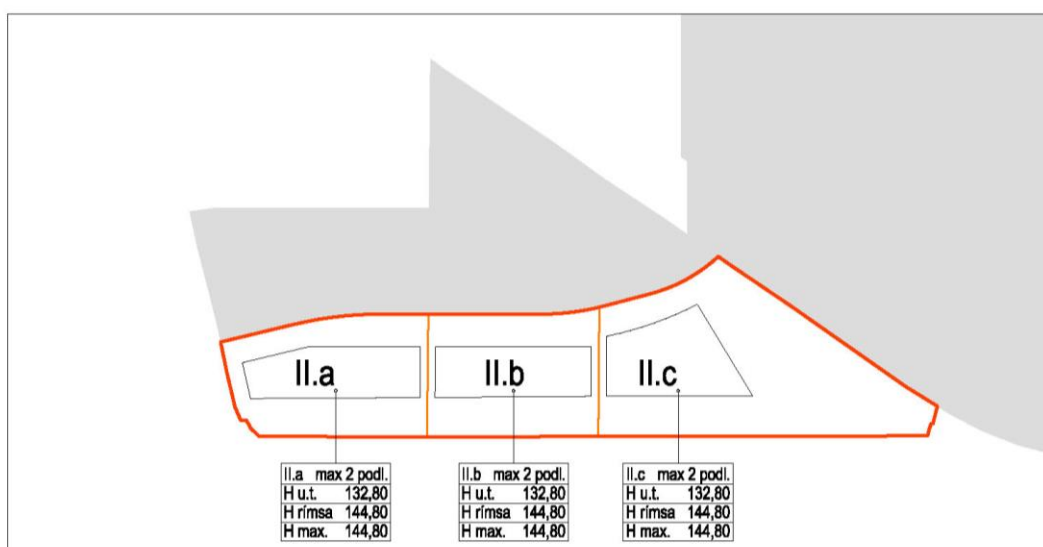 II.a
II.b
II.c
II.a max 2 podl.
H u.t. 132,80
H rímsa 144,80
H max. 144,80
II.b max 2 podl.
H u.t. 132,80
H rímsa 144,80
H max. 144,80
II.c max 2 podl.
H u.t. 132,80
H rímsa 144,80
H max. 144,80